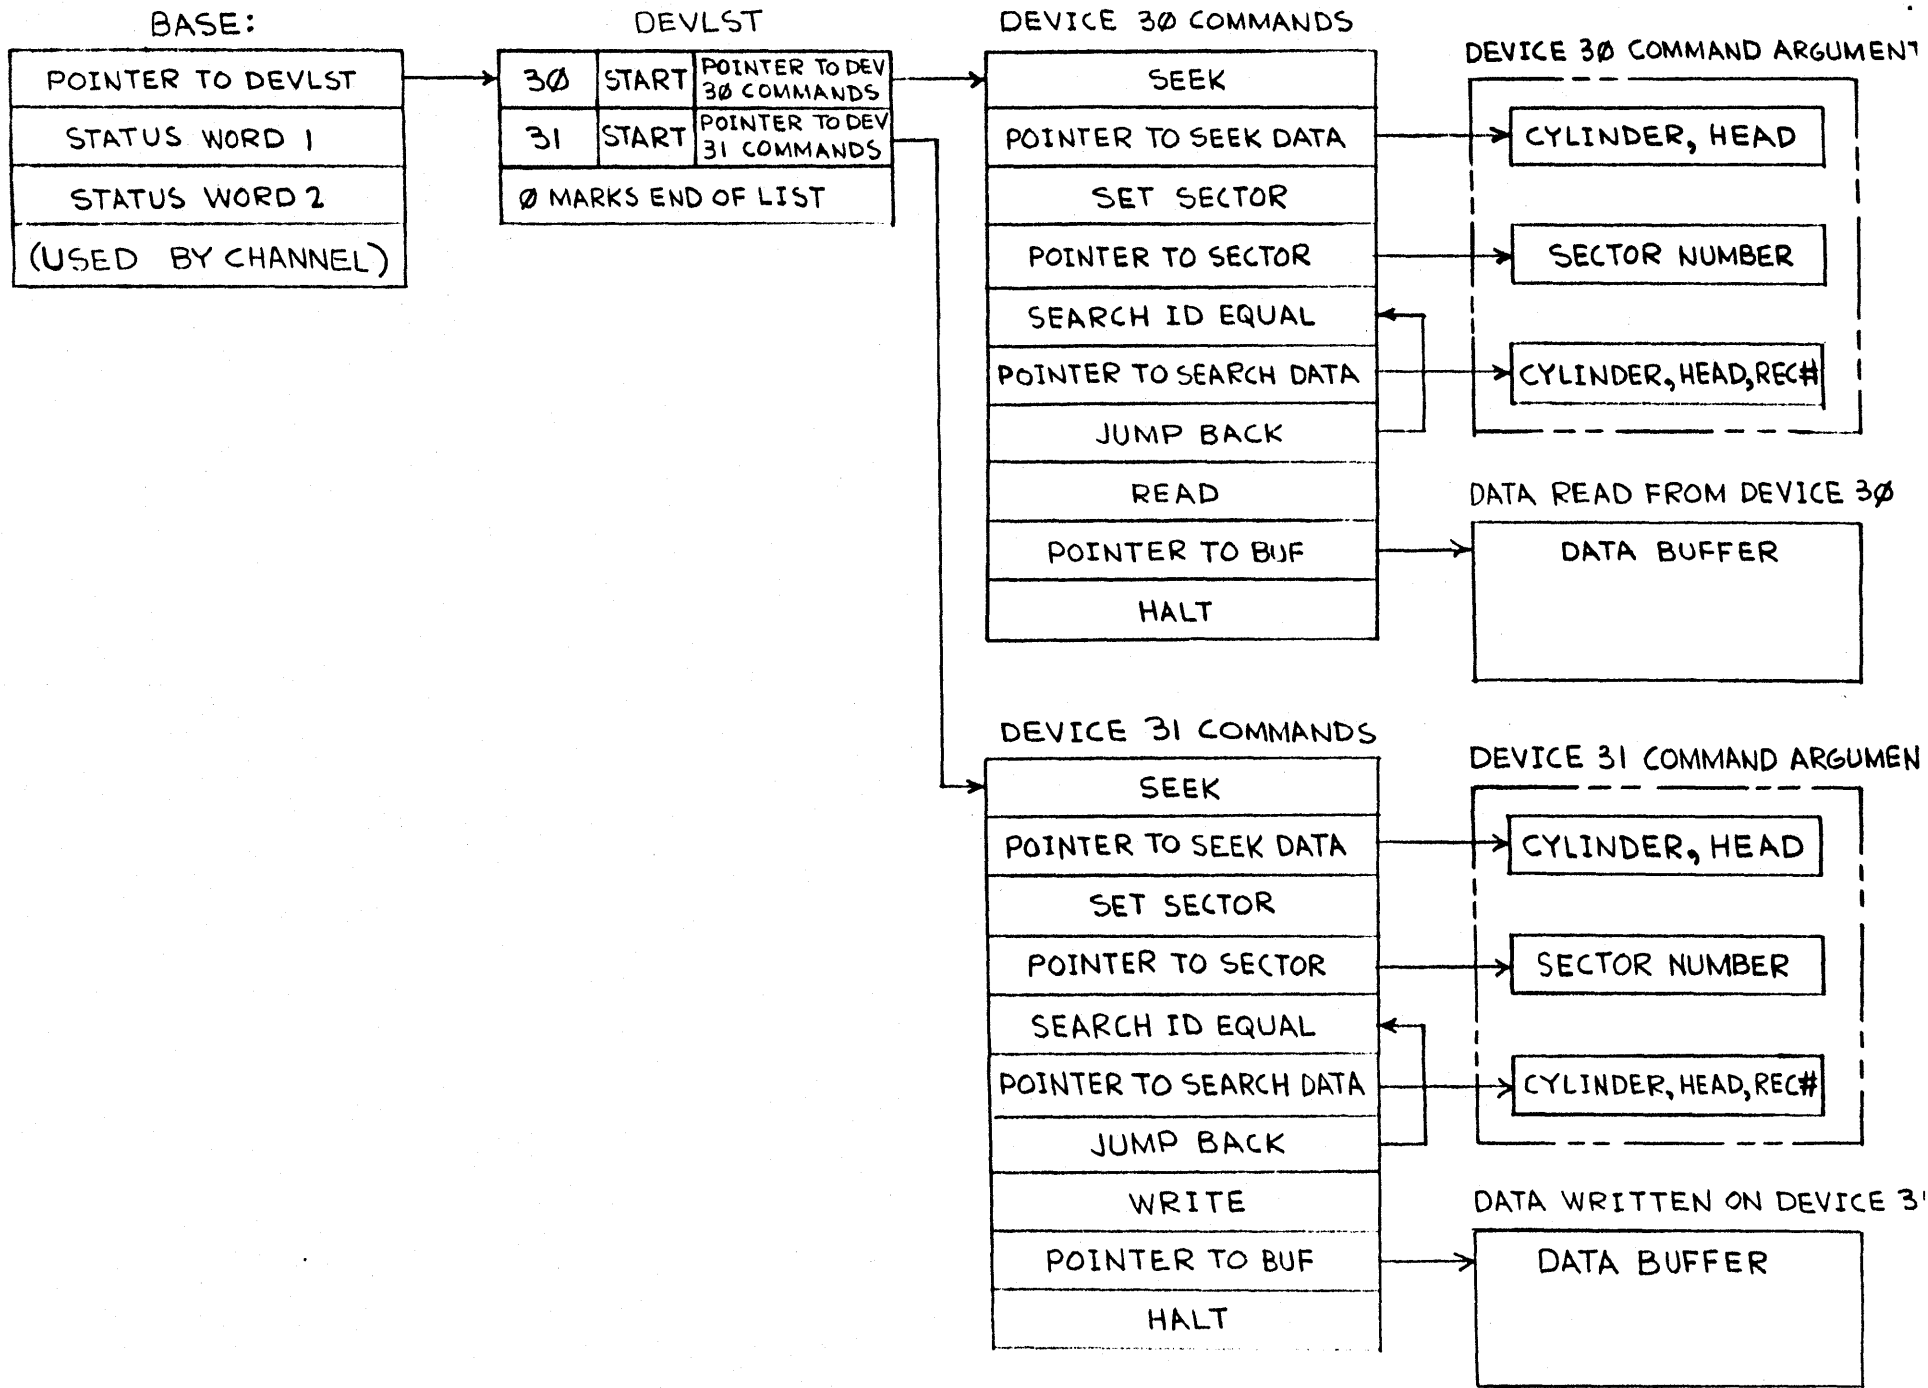 BASE:
POINTER TO DEVLST
STATUS WORD 1
STATUS WORD 2
(USED BY CHANNEL)
DEVLST
3Ø START POINTER TO DEV
3Ø COMMANDS
31 START POINTER TO DEV
31 COMMANDS
Ø MARKS END OF LIST
DEVICE 3Ø COMMANDS
SEEK
POINTER TO SEEK DATA
SET SECTOR
POINTER TO SECTOR
SEARCH ID EQUAL
POINTER TO SEARCH DATA
JUMP BACK
READ
POINTER TO BUF
HALT
DEVICE 3Ø COMMAND ARGUMENT
CYLINDER, HEAD
SECTOR NUMBER
CYLINDER, HEAD, REC#
DATA READ FROM DEVICE 3Ø
DATA BUFFER
DEVICE 31 COMMANDS
SEEK
POINTER TO SEEK DATA
SET SECTOR
POINTER TO SECTOR
SEARCH ID EQUAL
POINTER TO SEARCH DATA
JUMP BACK
WRITE
POINTER TO BUF
HALT
DEVICE 31 COMMAND ARGUMEN
CYLINDER, HEAD
SECTOR NUMBER
CYLINDER, HEAD, REC#
DATA WRITTEN ON DEVICE 31
DATA BUFFER